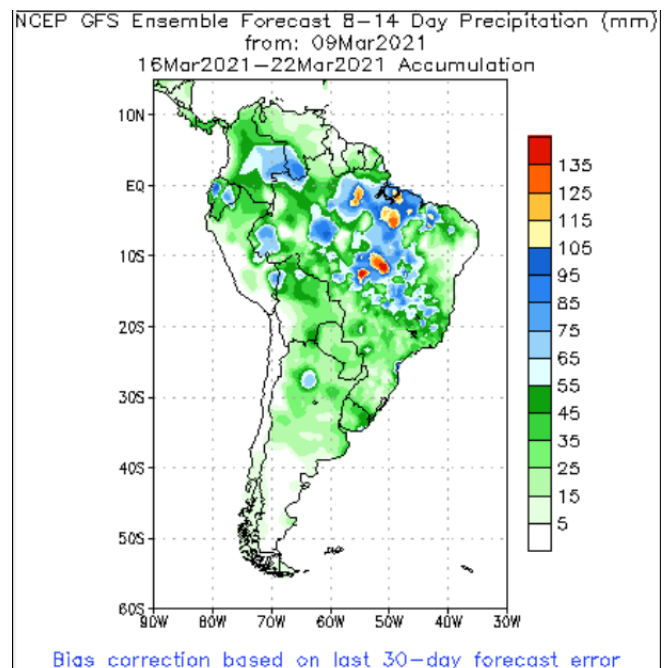 NCEP GFS Ensemble Forecast 8-14 Day Precipitation (mm)
from: 09Mar2021
16Mar2021-22Mar2021 Accumulation
10N
EQ
10S
20S
30S
40S
50S
60S
90W 80W 70W 60W 50W 40W 30W
135
115
105
95
85
75
65
55
45
35
25
15
5
Bias correction based on last 30-day forecast error